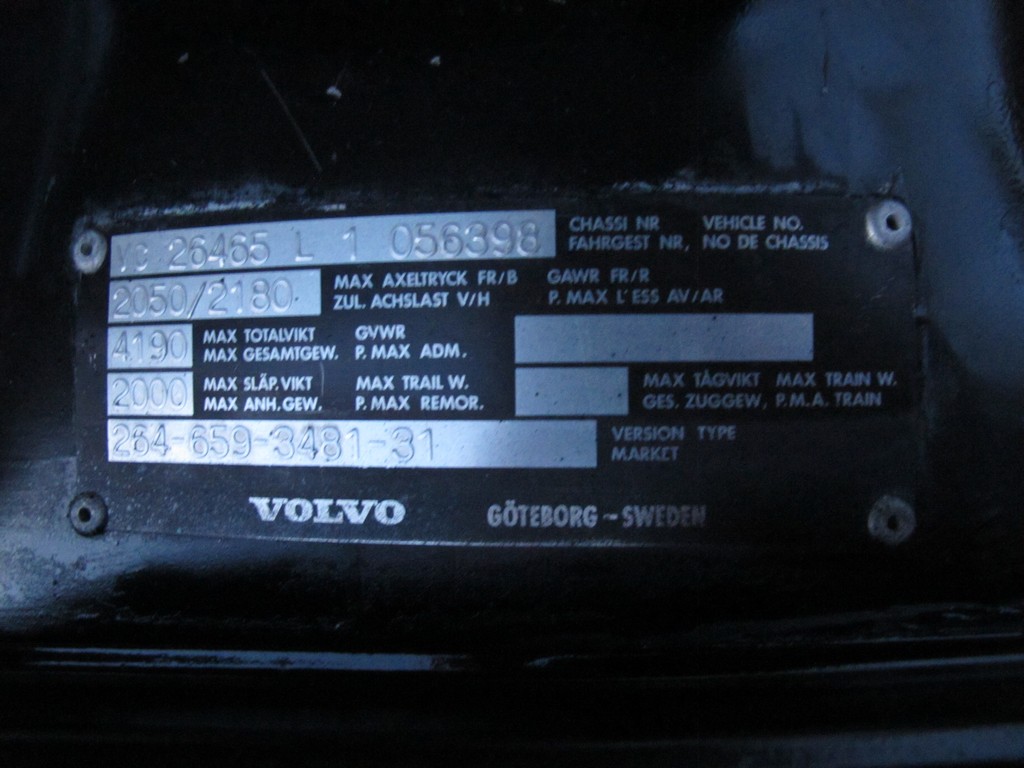 VC 26465 L 1 056398 CHASSI NR VEHICLE NO.
FAHRGEST NR, NO DE CHASSIS
2050/2180 MAX AXELTRYCK FR/B GAWR FR/R
ZUL. ACHSLAST V/H P. MAX L'ESS AV/AR
4190 MAX TOTALVIKT GVWR
MAX GESAMTGEW. P. MAX ADM.
2000 MAX SLÄP.VIKT MAX TRAIL W. MAX TÅGVIKT MAX TRAIN W.
MAX ANH.GEW. P. MAX REMOR. GES. ZUGGEW, P.M.A. TRAIN
264-659-3481-31 VERSION TYPE
MARKET
VOLVO GÖTEBORG - SWEDEN